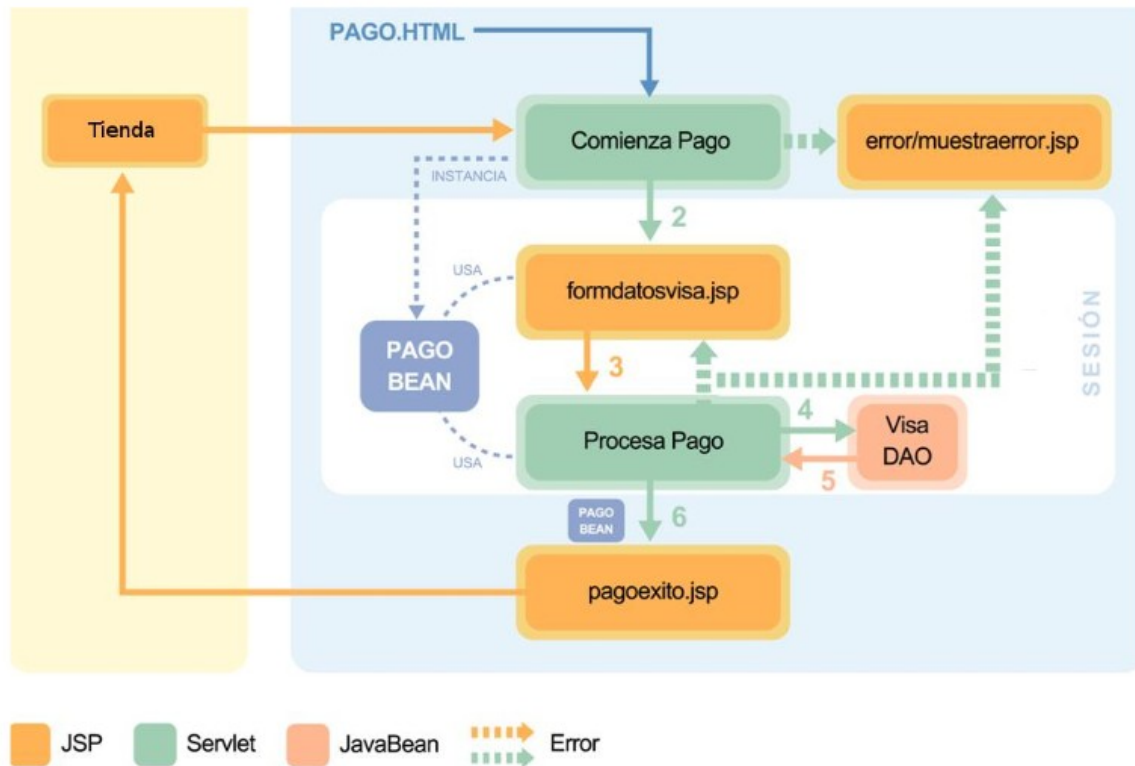 PAGO.HTML
Tienda
Comienza Pago
error/muestraerror.jsp
INSTANCIA
2
USA
formdatosvisa.jsp
PAGO
BEAN
3
SESIÓN
Procesa Pago
4
Visa
DAO
5
USA
PAGO
BEAN
6
pagoexito.jsp
JSP
Servlet
JavaBean
Error